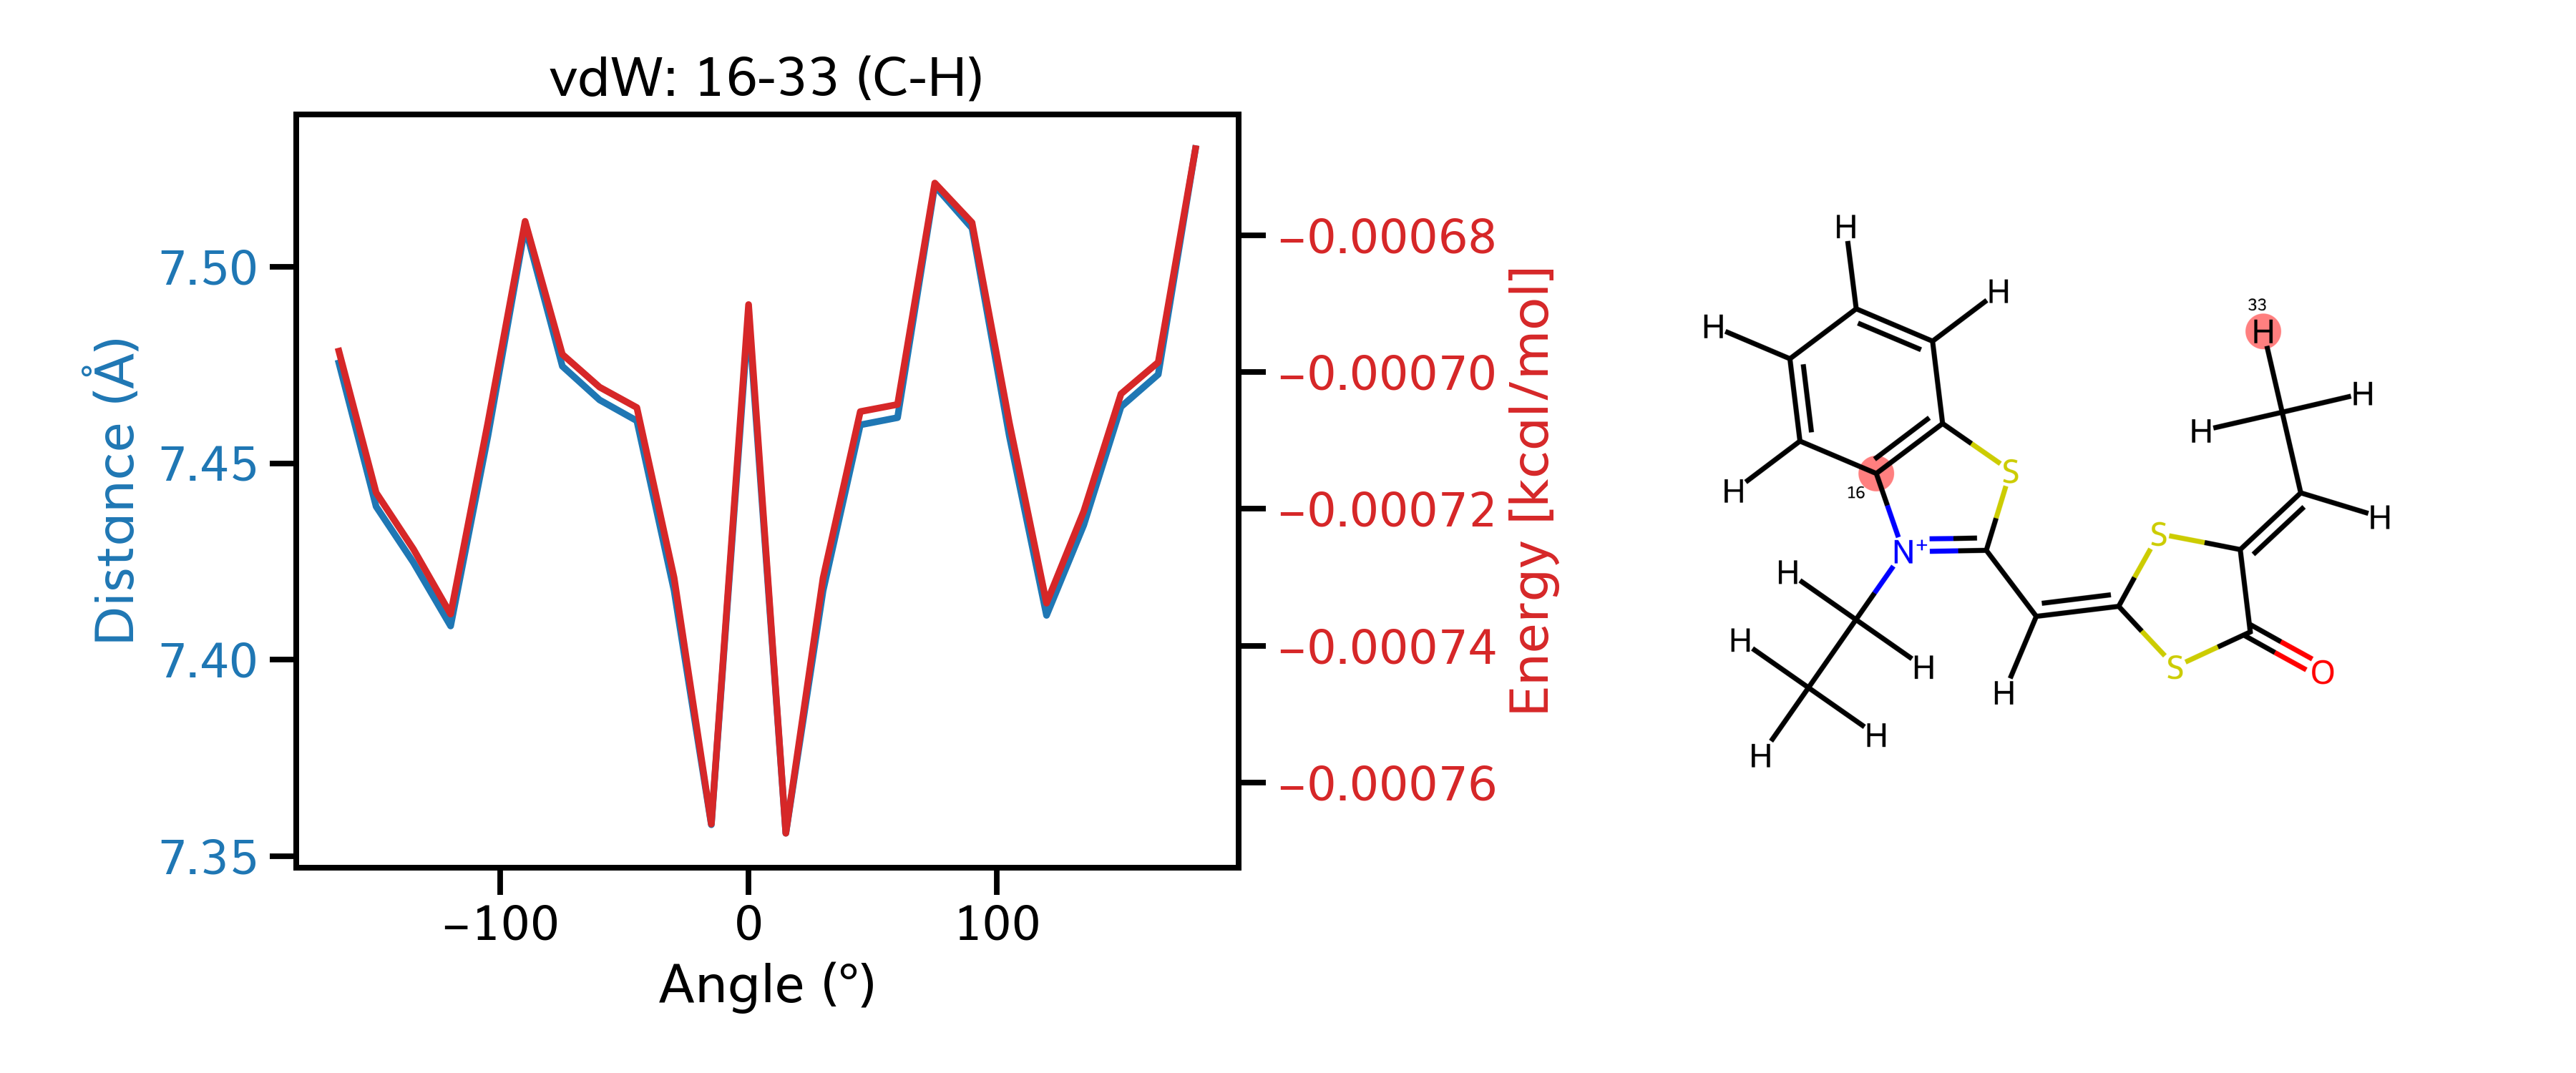 vdW: 16-33 (C-H)
Distance (Å)
7.50
7.45
7.40
7.35
−100
0
100
Angle (°)
−0.00068
−0.00070
−0.00072
−0.00074
−0.00076
Energy [kcal/mol]
H
H
H
33
H
H
H
S
16
H
H
S
N+
H
H
H
S
O
H
H
H